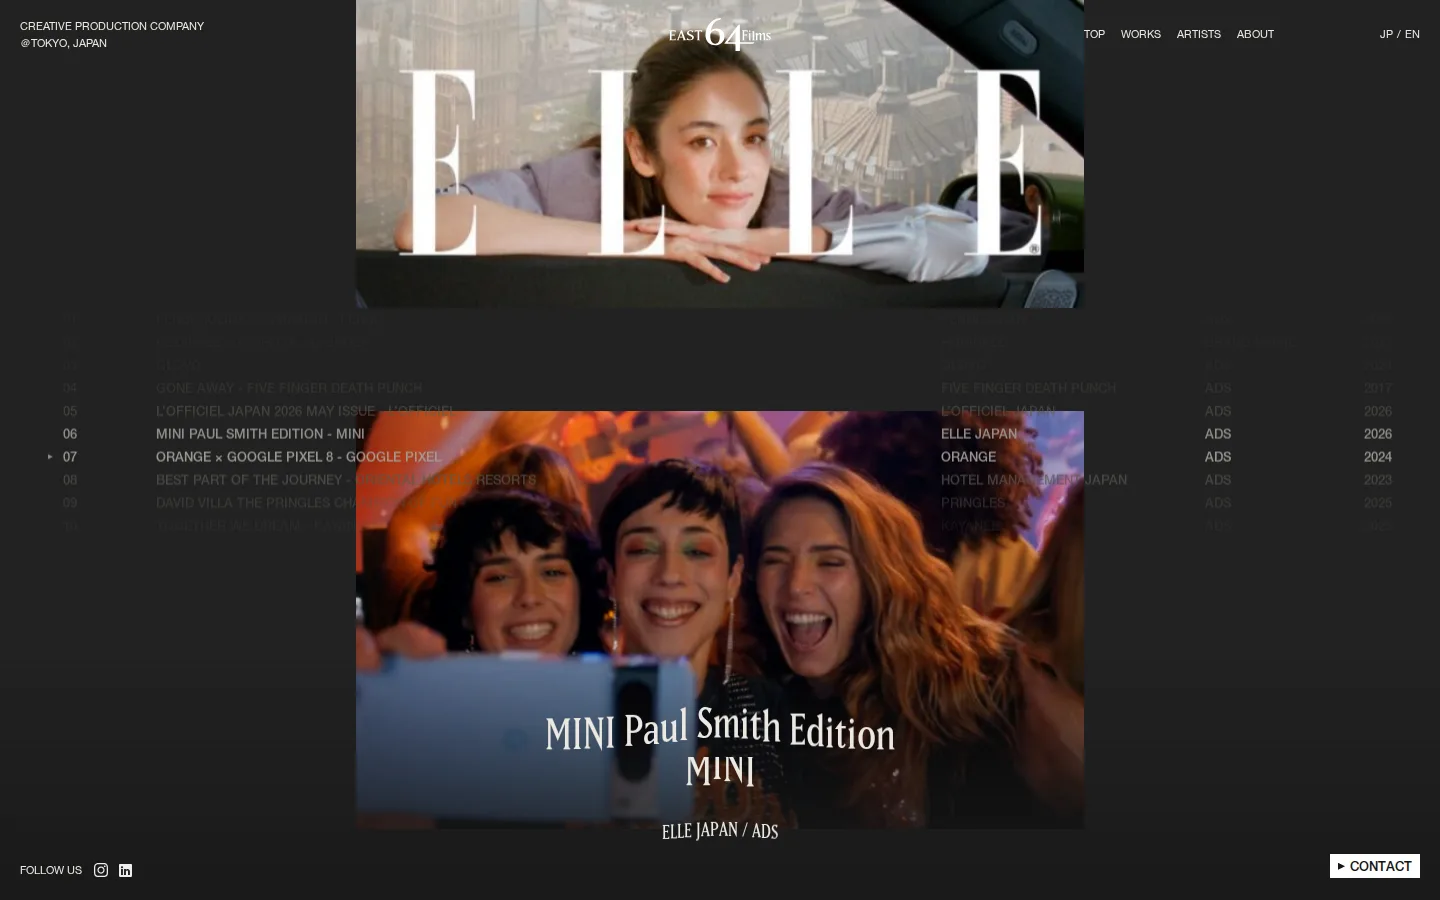 CREATIVE PRODUCTION COMPANY
@TOKYO, JAPAN
EAST 64 Films
TOP WORKS ARTISTS ABOUT
JP / EN
ELLE
04 GONE AWAY - FIVE FINGER DEATH PUNCH FIVE FINGER DEATH PUNCH ADS 2017
05 L'OFFICIEL JAPAN 2026 MAY ISSUE - L'OFFICIEL L'OFFICIEL JAPAN ADS 2026
06 MINI PAUL SMITH EDITION - MINI ELLE JAPAN ADS 2026
07 ORANGE × GOOGLE PIXEL 8 - GOOGLE PIXEL ORANGE ADS 2024
08 BEST PART OF THE JOURNEY - RESORTS HOTEL MANAGEMENT JAPAN ADS 2023
09 DAVID VILLA THE PRINGLES PRINGLES ADS 2025
MINI Paul Smith Edition
MINI
ELLE JAPAN / ADS
FOLLOW US
CONTACT